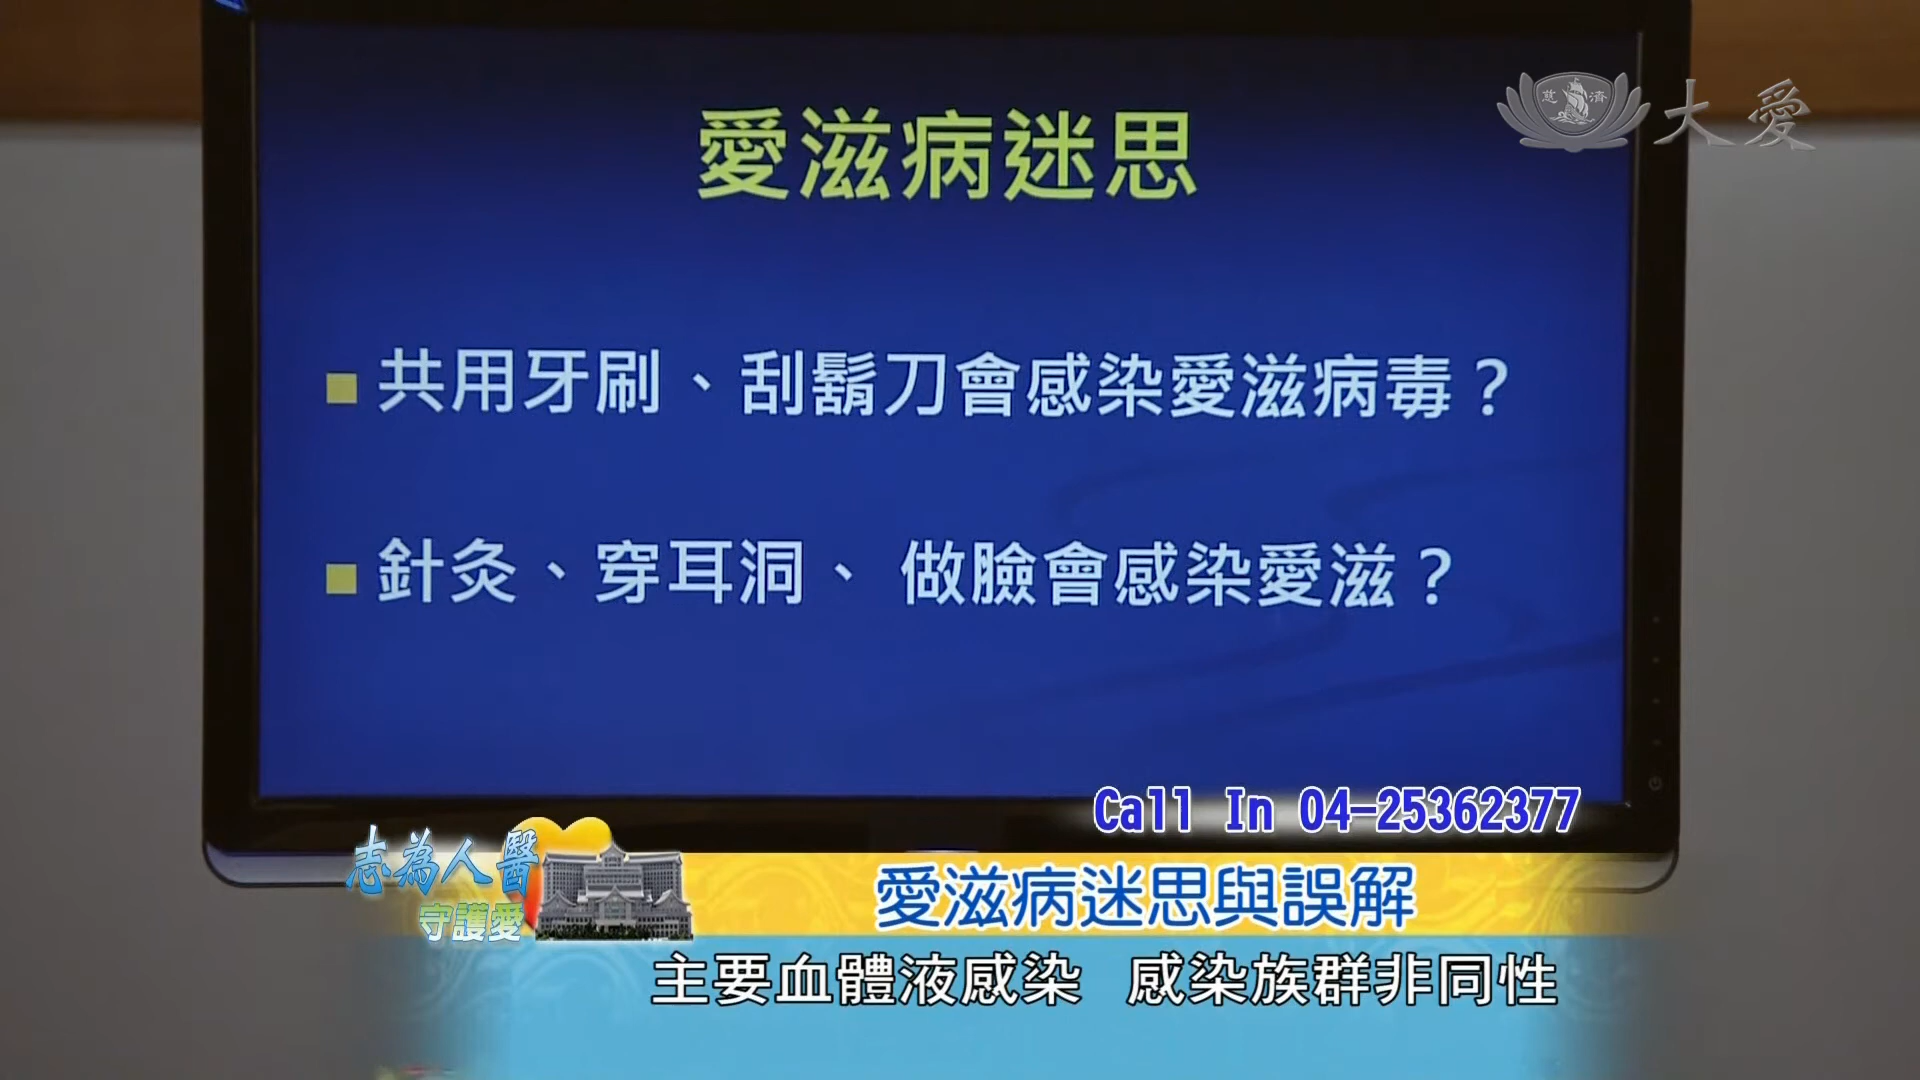 慈濟
大愛
愛滋病迷思
共用牙刷、刮鬍刀會感染愛滋病毒？
針灸、穿耳洞、 做臉會感染愛滋？
Call In 04-25362377
志為人醫
守護愛
愛滋病迷思與誤解
主要血體液感染 感染族群非同性